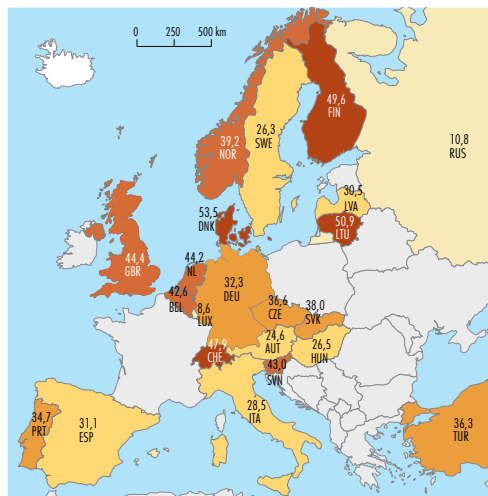 0 250 500 km
49,6
FIN
39,2
NOR
26,3
SWE
10,8
RUS
30,5
LVA
53,5
DNK
50,9
LTU
44,4
GBR
44,2
NL
42,6
BEL
32,3
DEU
8,6
LUX
36,6
CZE
38,0
SVK
24,6
AUT
26,5
HUN
47,9
CHE
43,0
SVN
28,5
ITA
34,7
PRT
31,1
ESP
36,3
TUR